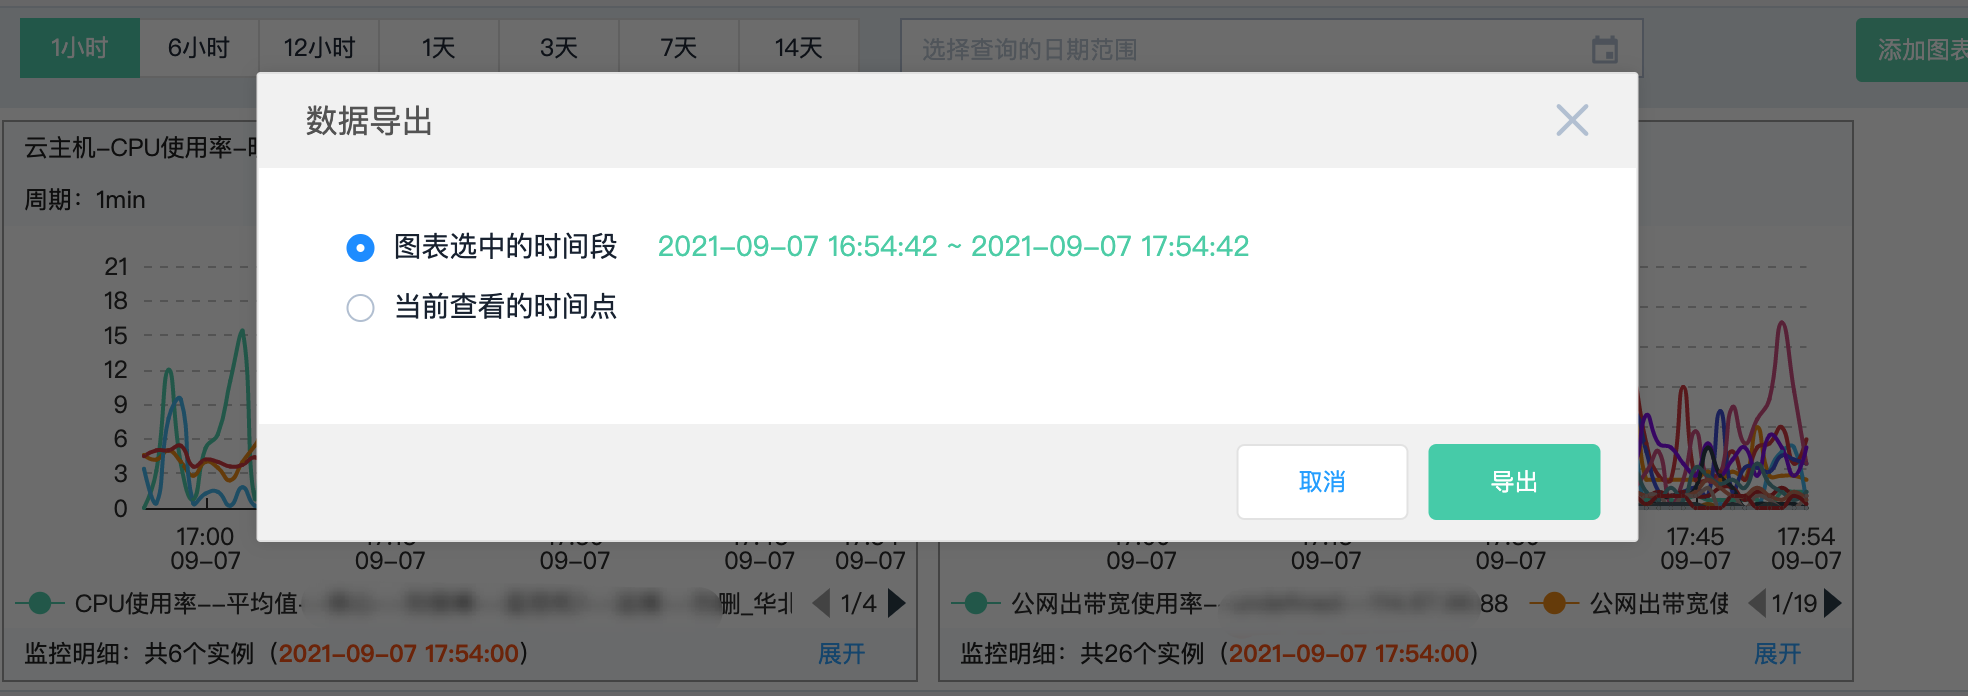 1小时 6小时 12小时 1天 3天 7天 14天 选择查询的日期范围 添加图表
数据导出
云主机-CPU使用率-
周期：1min
图表选中的时间段 2021-09-07 16:54:42 ~ 2021-09-07 17:54:42
当前查看的时间点
21
18
15
12
9
6
3
0
取消 导出
17:00 17:45 17:54
09-07 09-07 09-07 09-07 09-07 09-07 09-07 09-07 09-07 09-07
CPU使用率--平均值- 删_华北 1/4 公网出带宽使用率- 88 公网出带宽使 1/19
监控明细：共6个实例（2021-09-07 17:54:00） 展开 监控明细：共26个实例（2021-09-07 17:54:00） 展开